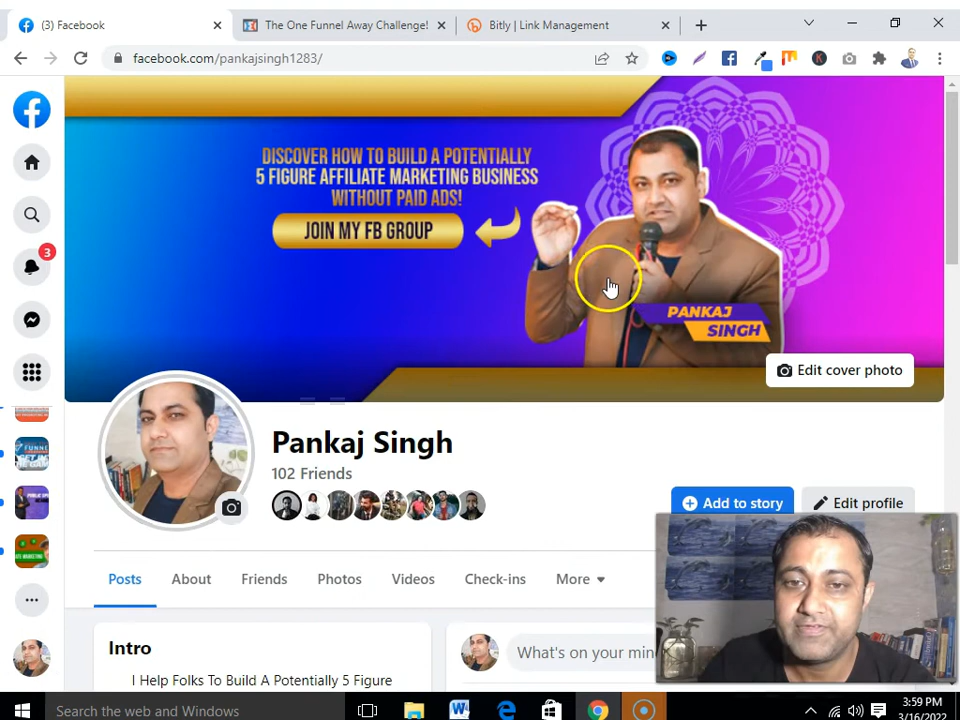 (3) Facebook
The One Funnel Away Challenge!
Bitly | Link Management
facebook.com/pankajsingh1283/
DISCOVER HOW TO BUILD A POTENTIALLY
5 FIGURE AFFILIATE MARKETING BUSINESS
WITHOUT PAID ADS!
JOIN MY FB GROUP
PANKAJ
SINGH
Edit cover photo
3
Pankaj Singh
102 Friends
Add to story
Edit profile
Posts
About
Friends
Photos
Videos
Check-ins
More
Intro
What's on your min
I Help Folks To Build A Potentially 5 Figure
Search the web and Windows
3:59 PM
3/16/2022